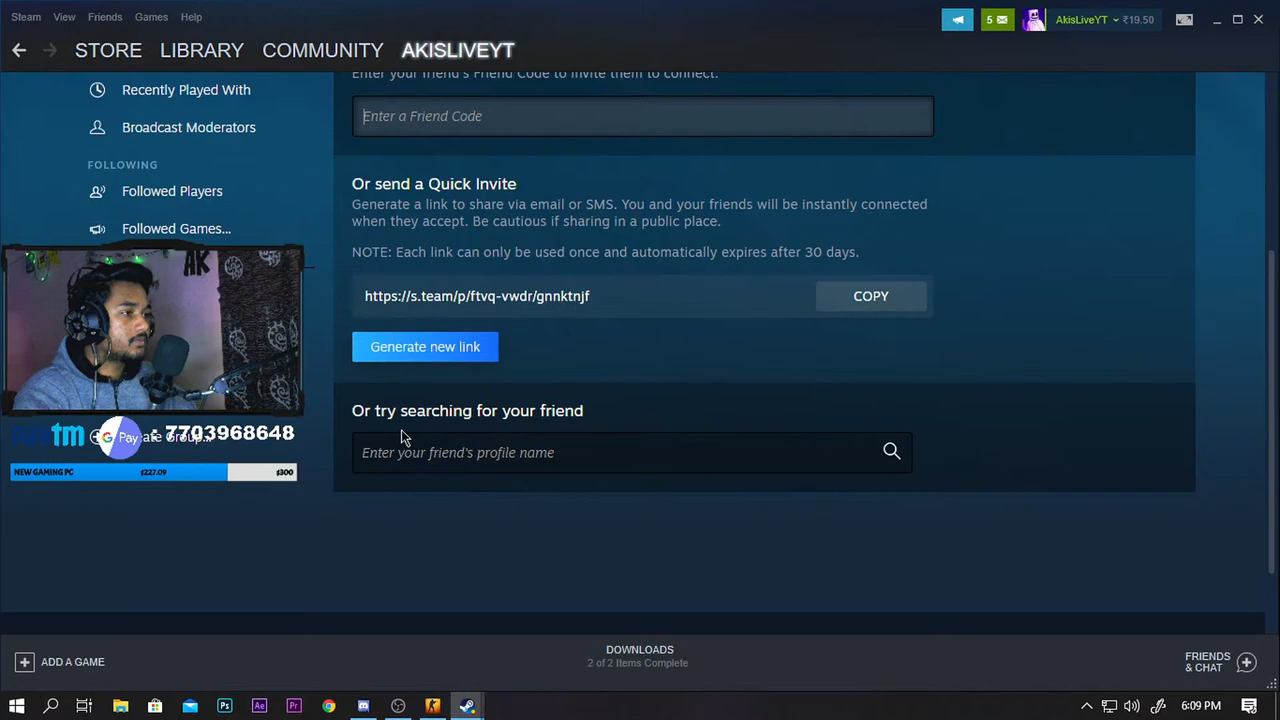 Steam View Friends Games Help
5 AkisLiveYT ₹19.50
STORE LIBRARY COMMUNITY AKISLIVEYT
Recently Played With
Broadcast Moderators
FOLLOWING
Followed Players
Followed Games...
Enter your friend's Friend Code to invite them to connect.
Enter a Friend Code
Or send a Quick Invite
Generate a link to share via email or SMS. You and your friends will be instantly connected
when they accept. Be cautious if sharing in a public place.
NOTE: Each link can only be used once and automatically expires after 30 days.
https://s.team/p/ftvq-vwdr/gnnktnjf COPY
Generate new link
Or try searching for your friend
Enter your friend's profile name
AK
Paytm G Pay : 7703968648
NEW GAMING PC $227.09 $300
ADD A GAME
DOWNLOADS
2 of 2 Items Complete
FRIENDS
& CHAT
Ps Ae Pr 6:09 PM